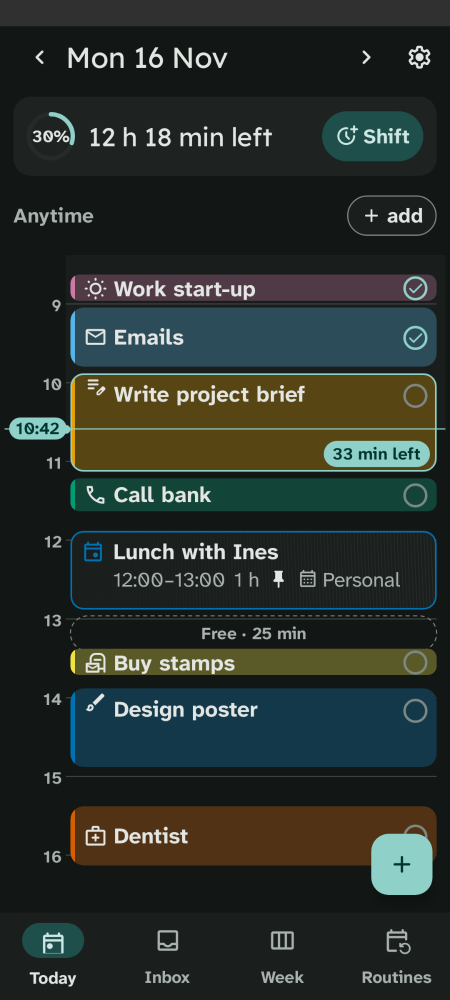 Mon 16 Nov
30%
12 h 18 min left
Shift
Anytime
+ add
Work start-up
9
Emails
10
Write project brief
10:42
33 min left
11
Call bank
12
Lunch with Ines
12:00–13:00 1 h Personal
13
Free · 25 min
Buy stamps
14
Design poster
15
Dentist
16
+
Today
Inbox
Week
Routines